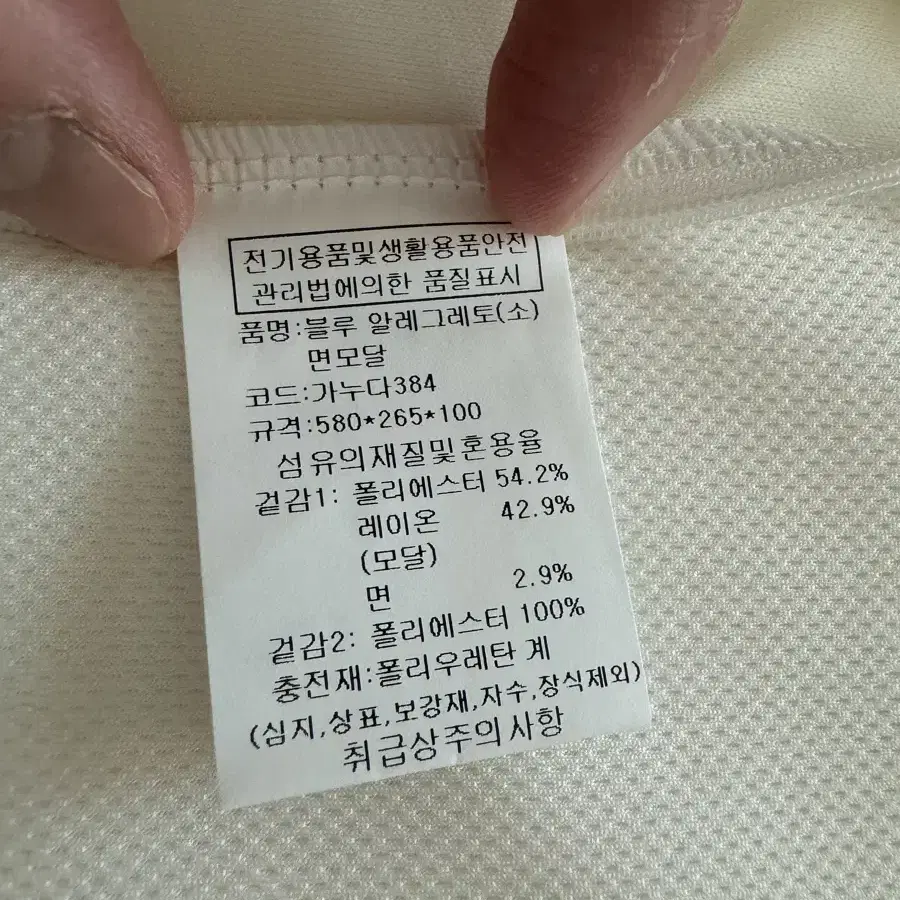 전기용품및생활용품안전
관리법에의한 품질표시
품명:블루 알레그레토(소)
면모달
코드:가누다384
규격:580*265*100
섬유의재질및혼용율
겉감1: 폴리에스터 54.2%
레이온 42.9%
(모달)
면 2.9%
겉감2: 폴리에스터 100%
충전재:폴리우레탄 계
(심지,상표,보강재,자수,장식제외)
취급상주의사항